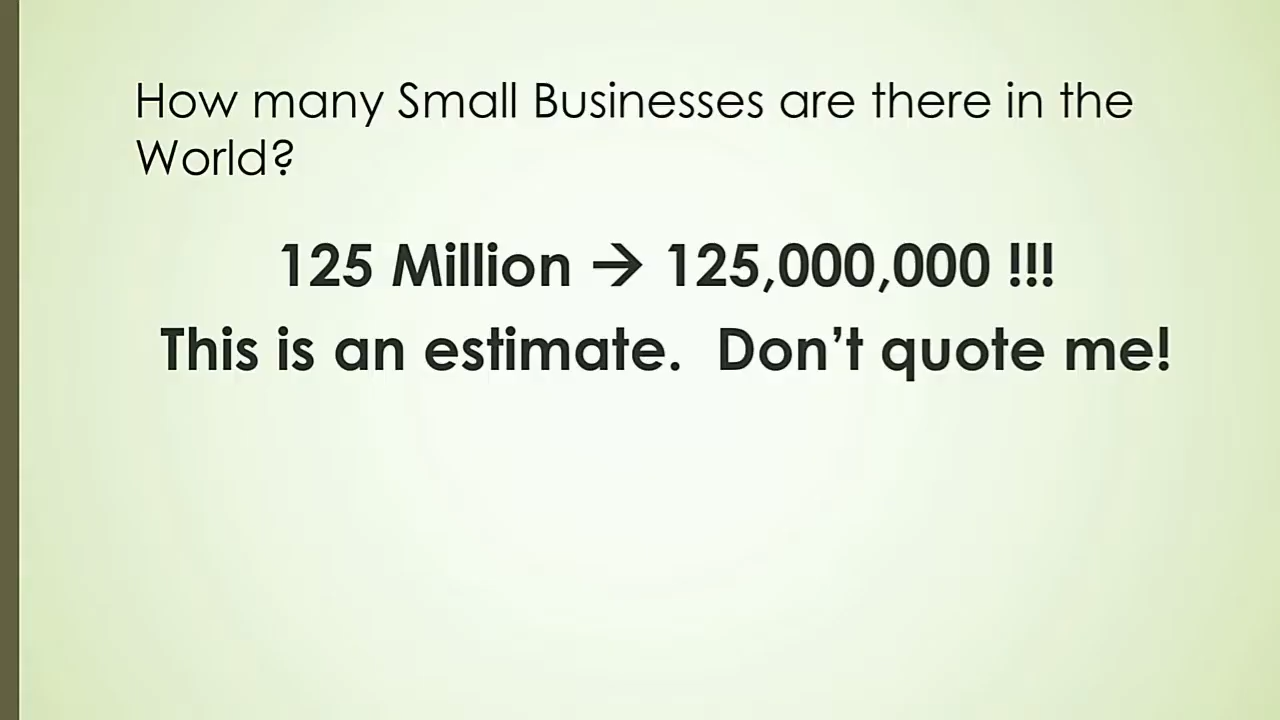 How many Small Businesses are there in the
World?
125 Million → 125,000,000 !!!
This is an estimate.  Don’t quote me!